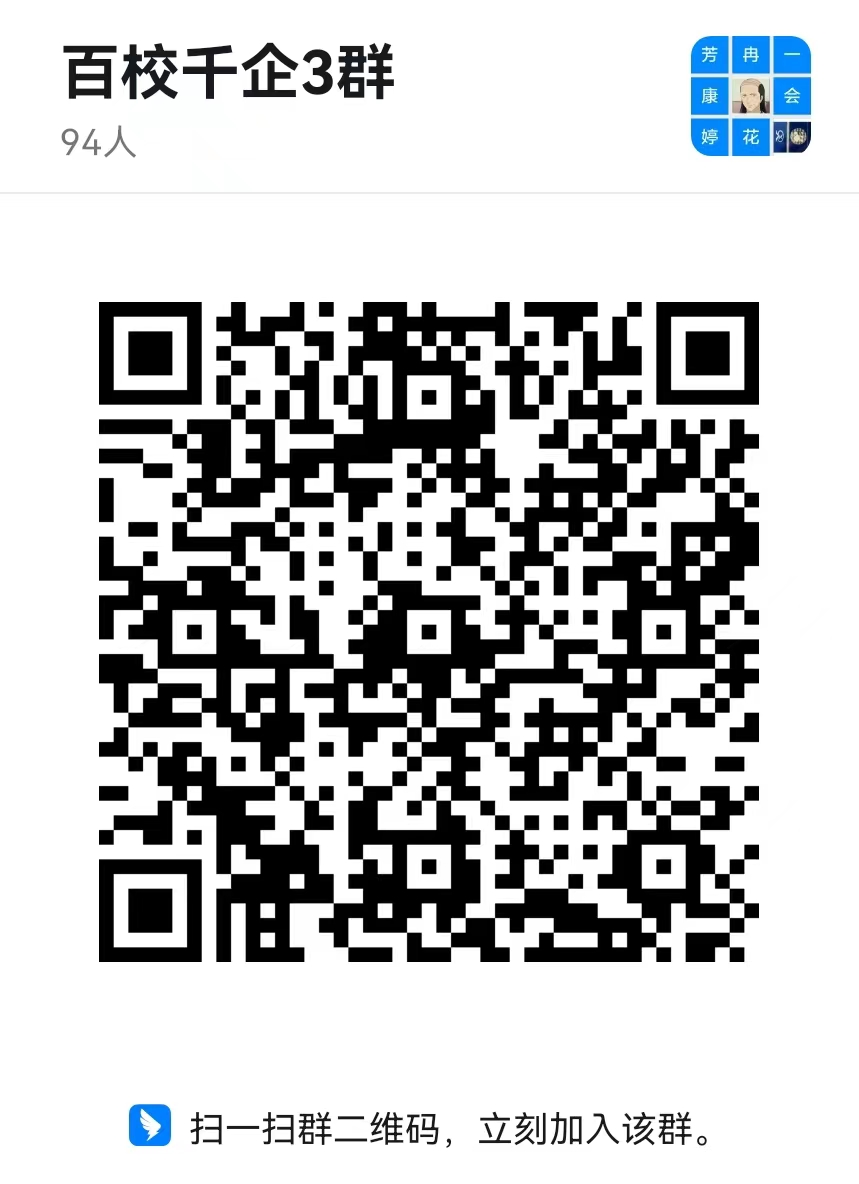 百校千企3群
94人
芳 冉 一
康 会
婷 花
扫一扫群二维码，立刻加入该群。